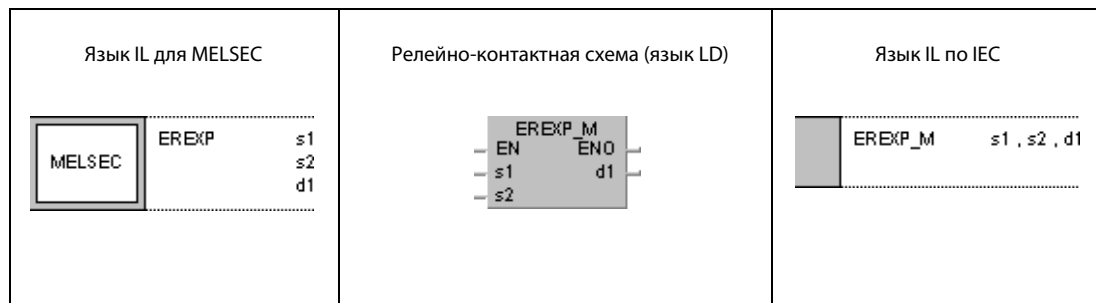 Язык IL для MELSEC
MELSEC
EREXP s1
s2
d1
Релейно-контактная схема (язык LD)
EREXP_M
EN ENO
s1 d1
s2
Язык IL по IEC
EREXP_M s1 , s2 , d1